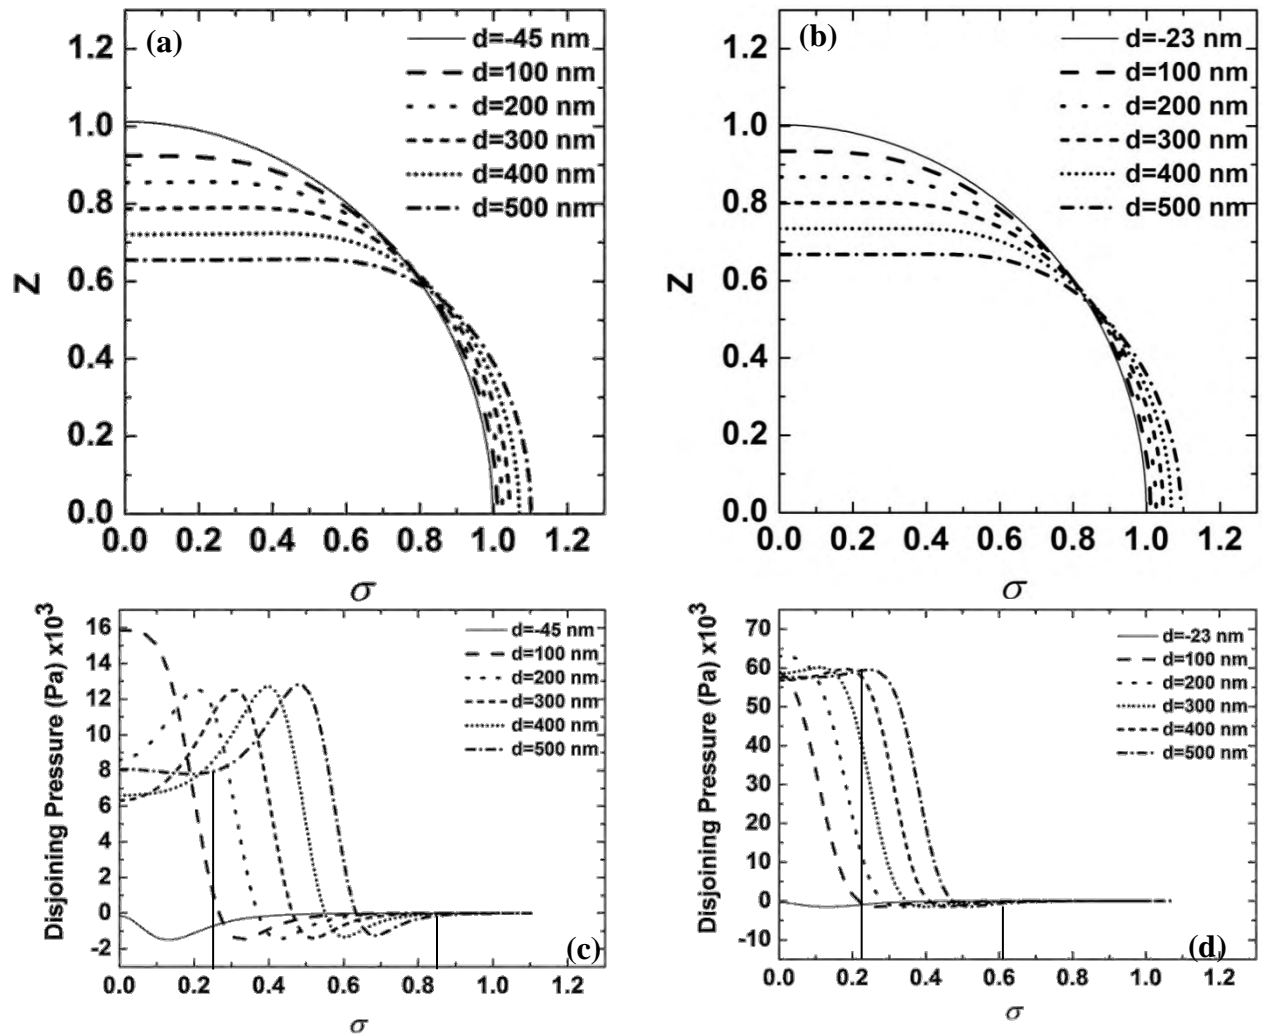 (a)
d=-45 nm
d=100 nm
d=200 nm
d=300 nm
d=400 nm
d=500 nm
1.2
1.0
0.8
0.6
0.4
0.2
0.0
Z
0.0 0.2 0.4 0.6 0.8 1.0 1.2
σ
(b)
d=-23 nm
d=100 nm
d=200 nm
d=300 nm
d=400 nm
d=500 nm
1.2
1.0
0.8
0.6
0.4
0.2
0.0
Z
0.0 0.2 0.4 0.6 0.8 1.0 1.2
σ
Disjoining Pressure (Pa) x10³
16
14
12
10
8
6
4
2
0
-2
d=-45 nm
d=100 nm
d=200 nm
d=300 nm
d=400 nm
d=500 nm
(c)
0.0 0.2 0.4 0.6 0.8 1.0 1.2
σ
Disjoining Pressure (Pa) x10³
70
60
50
40
30
20
10
0
-10
d=-23 nm
d=100 nm
d=200 nm
d=300 nm
d=400 nm
d=500 nm
(d)
0.0 0.2 0.4 0.6 0.8 1.0 1.2
σ